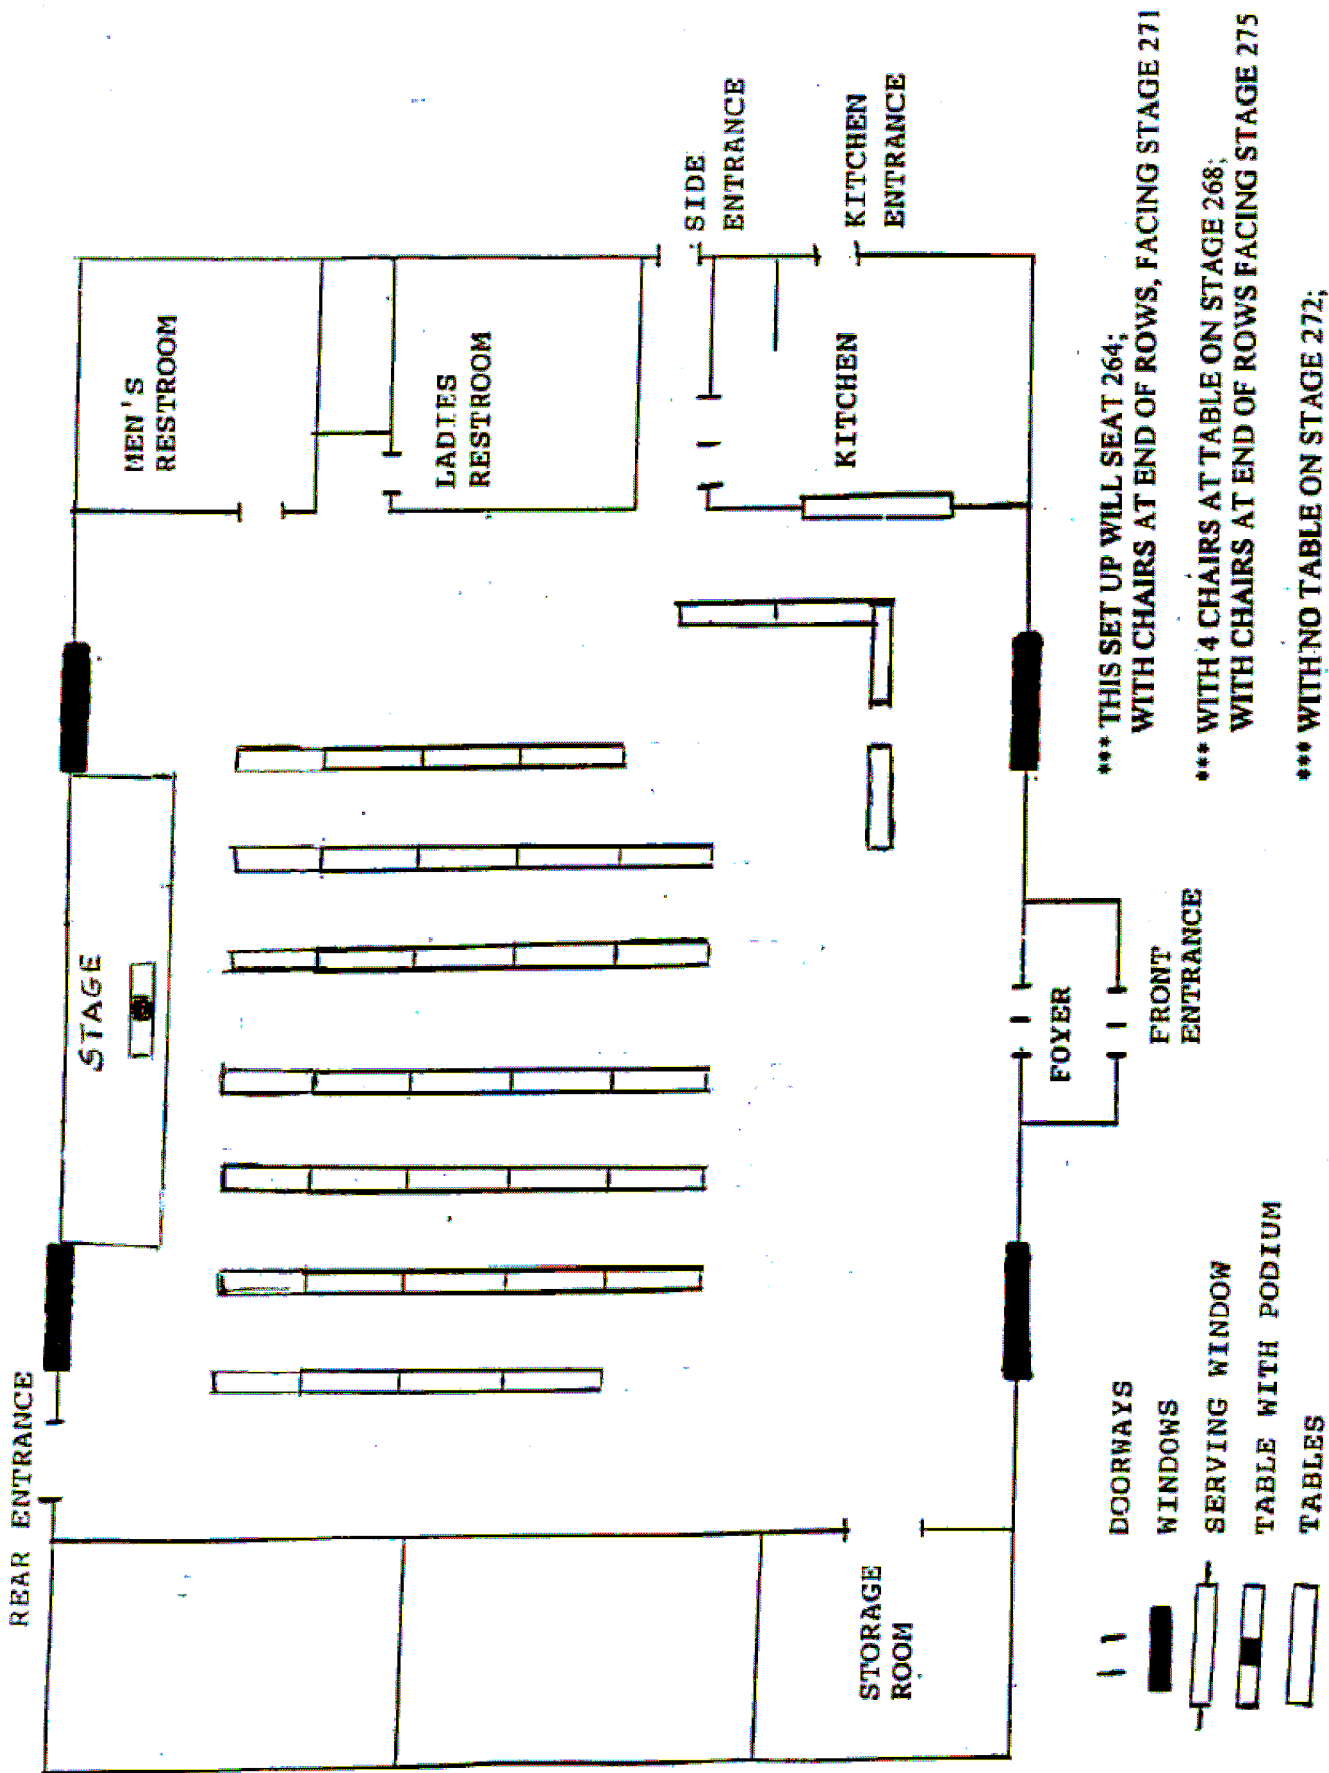 REAR ENTRANCE
STAGE
MEN'S
RESTROOM
LADIES
RESTROOM
SIDE
ENTRANCE
KITCHEN
KITCHEN
ENTRANCE
STORAGE
ROOM
FOYER
FRONT
ENTRANCE
DOORWAYS
WINDOWS
SERVING WINDOW
TABLE WITH PODIUM
TABLES
*** THIS SET UP WILL SEAT 264;
WITH CHAIRS AT END OF ROWS, FACING STAGE 271
*** WITH 4 CHAIRS AT TABLE ON STAGE 268;
WITH CHAIRS AT END OF ROWS FACING STAGE 275
*** WITH NO TABLE ON STAGE 272;